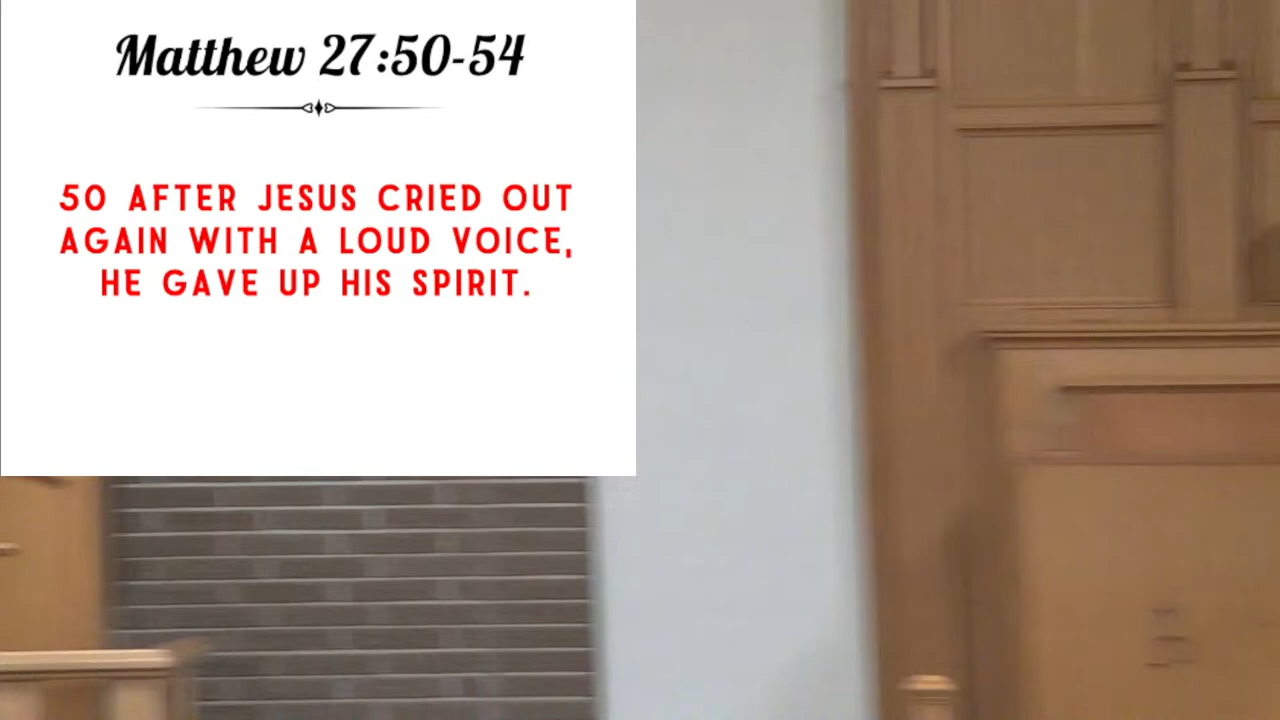 Matthew 27:50-54
50 AFTER JESUS CRIED OUT
AGAIN WITH A LOUD VOICE,
HE GAVE UP HIS SPIRIT.